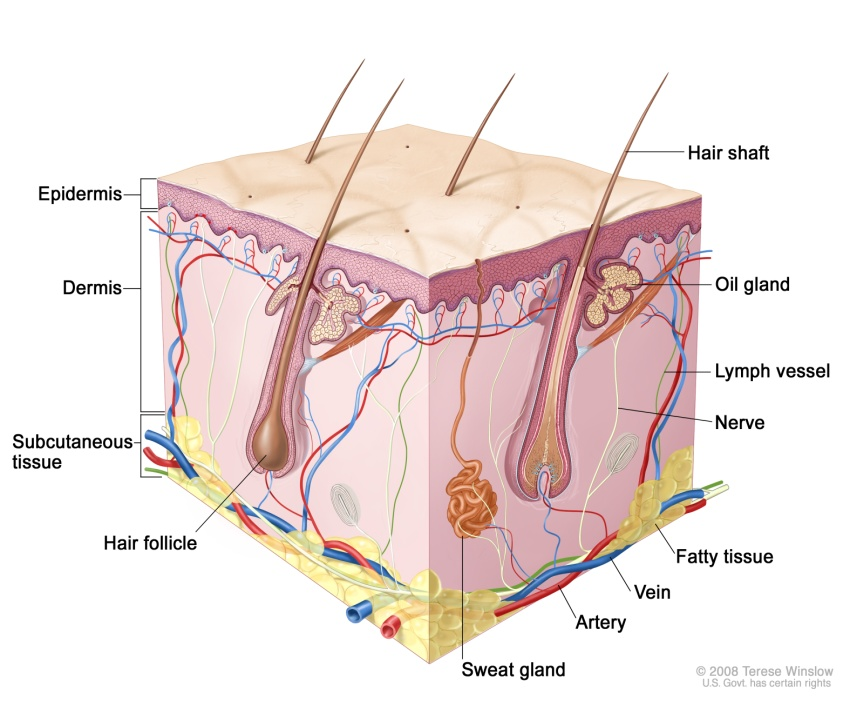 Hair shaft
Epidermis
Oil gland
Dermis
Lymph vessel
Nerve
Subcutaneous
tissue
Hair follicle
Fatty tissue
Vein
Artery
Sweat gland
© 2008 Terese Winslow
U.S. Govt. has certain rights